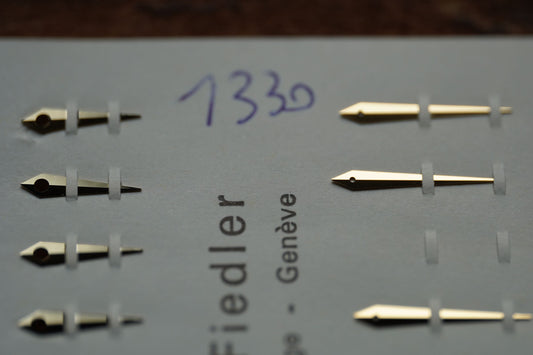 1330
Fiedler
- Genève